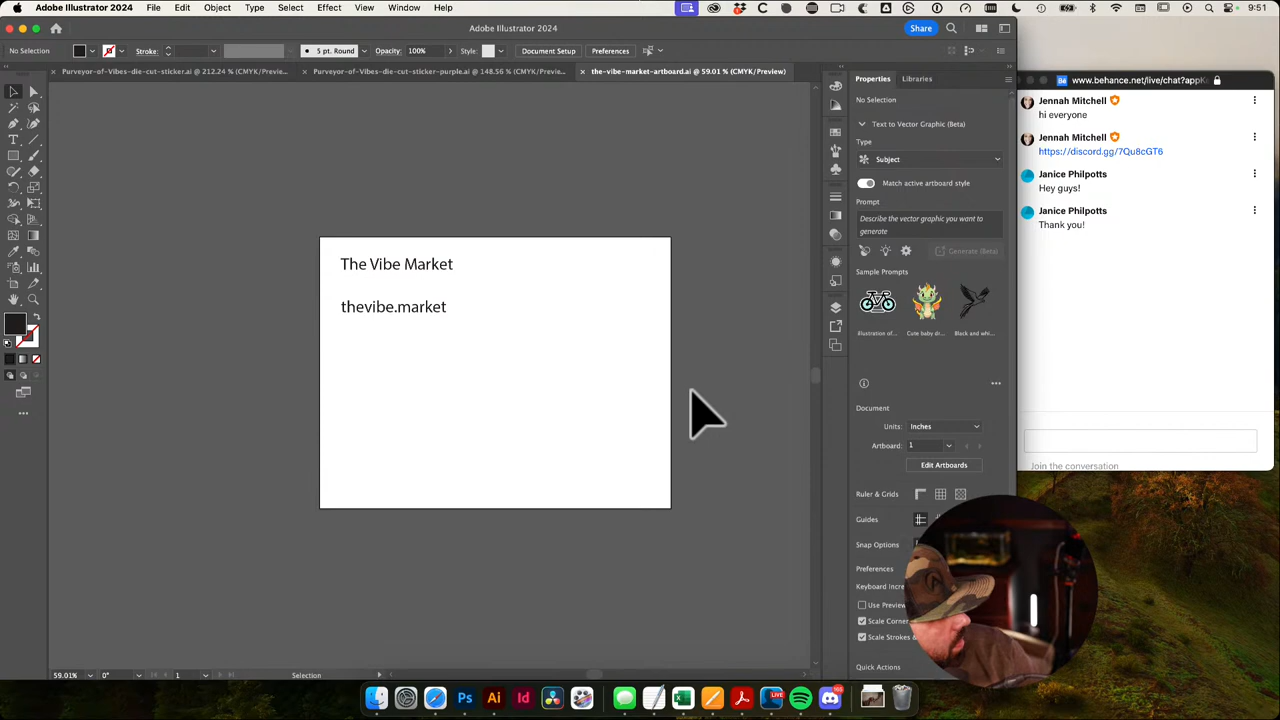 Adobe Illustrator 2024 File Edit Object Type Select Effect View Window Help 9:51
Adobe Illustrator 2024
Share
No Selection Stroke: 5 pt. Round Opacity: 100% Style: Document Setup Preferences
Purveyor-of-Vibes-die-cut-sticker.ai @ 212.24 % (CMYK/Previe...
Purveyor-of-Vibes-die-cut-sticker-purple.ai @ 148.56 % (CMYK/Previe...
the-vibe-market-artboard.ai @ 59.01 % (CMYK/Preview)
The Vibe Market
thevibe.market
59.01% 0° 1 Selection
Properties Libraries
No Selection
Text to Vector Graphic (Beta)
Type
Subject
Match active artboard style
Prompt
Describe the vector graphic you want to
generate
Generate (Beta)
Sample Prompts
Illustration of... Cute baby dr... Black and whi...
Document
Units: Inches
Artboard: 1
Edit Artboards
Ruler & Grids
Guides
Snap Options
Preferences
Keyboard Increme
Use Preview
Scale Corner
Scale Strokes &
Quick Actions
www.behance.net/live/chat?appK
Jennah Mitchell
hi everyone
Jennah Mitchell
https://discord.gg/7Qu8cGT6
Janice Philpotts
Hey guys!
Janice Philpotts
Thank you!
Join the conversation
Ps Ai Id LIVE